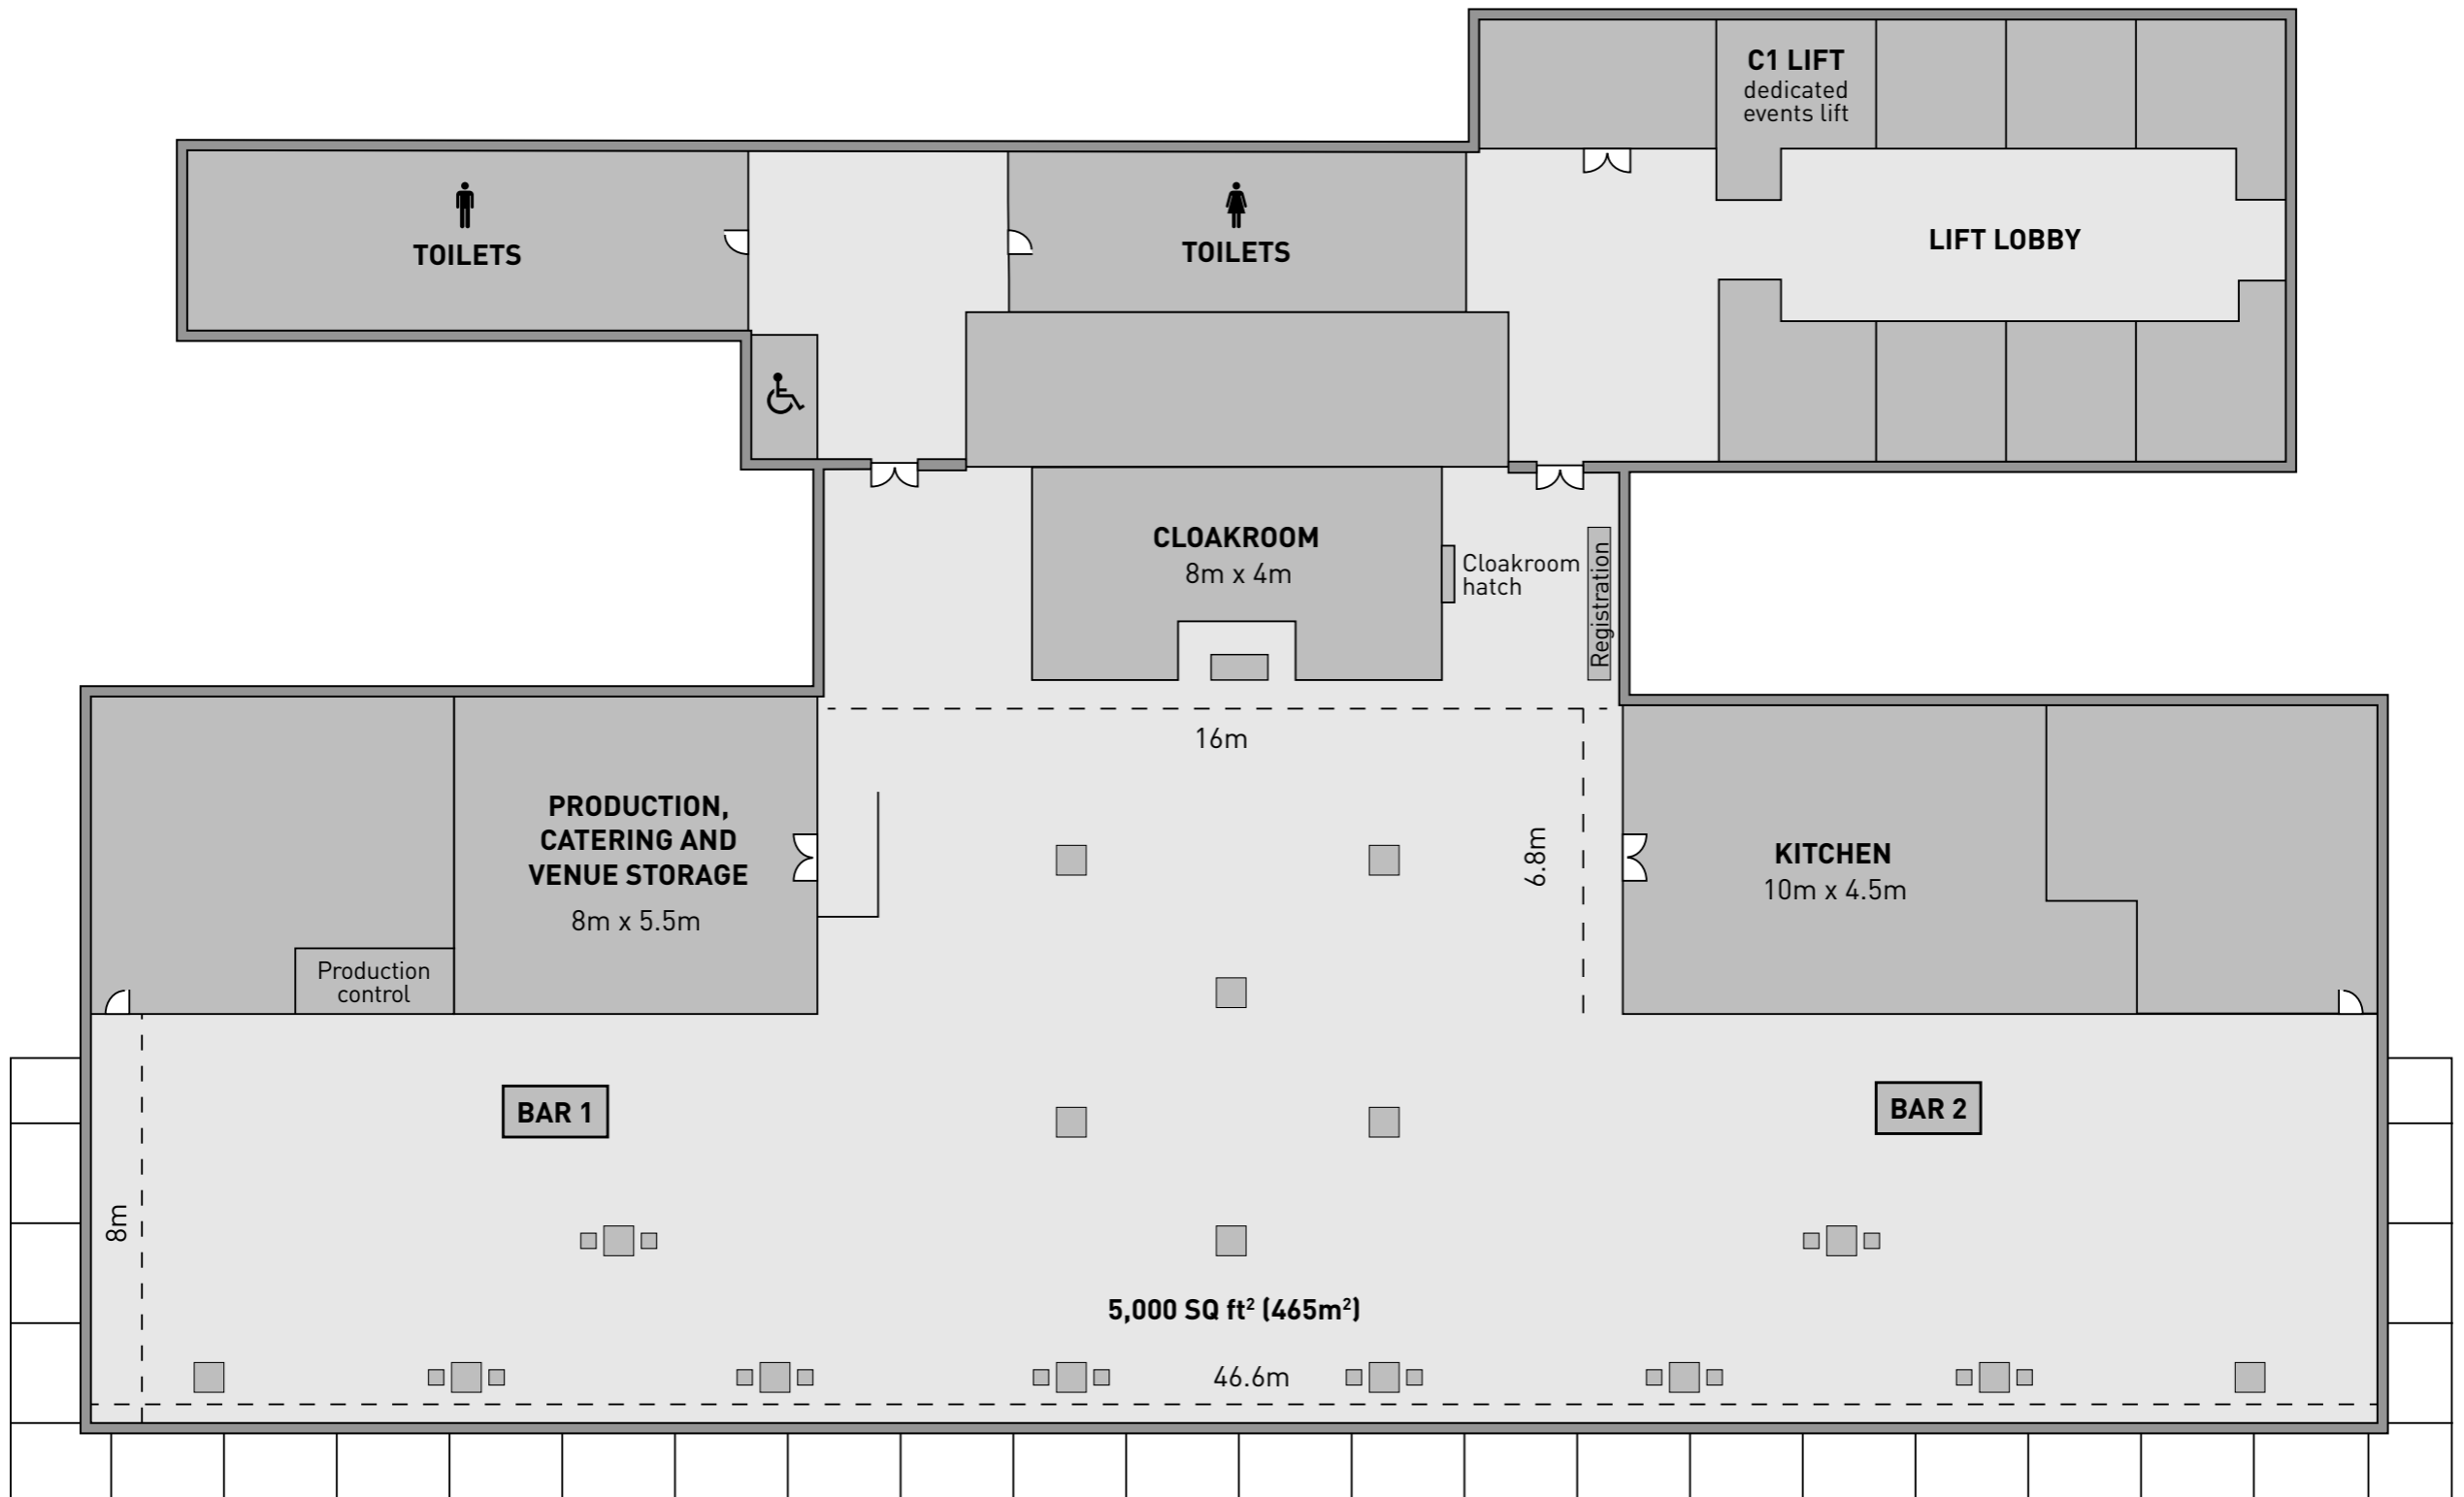 C1 LIFT
dedicated
events lift
TOILETS
TOILETS
LIFT LOBBY
CLOAKROOM
8m x 4m
Cloakroom
hatch
Registration
16m
PRODUCTION,
CATERING AND
VENUE STORAGE
8m x 5.5m
6.8m
KITCHEN
10m x 4.5m
Production
control
BAR 1
BAR 2
8m
5,000 SQ ft² (465m²)
46.6m